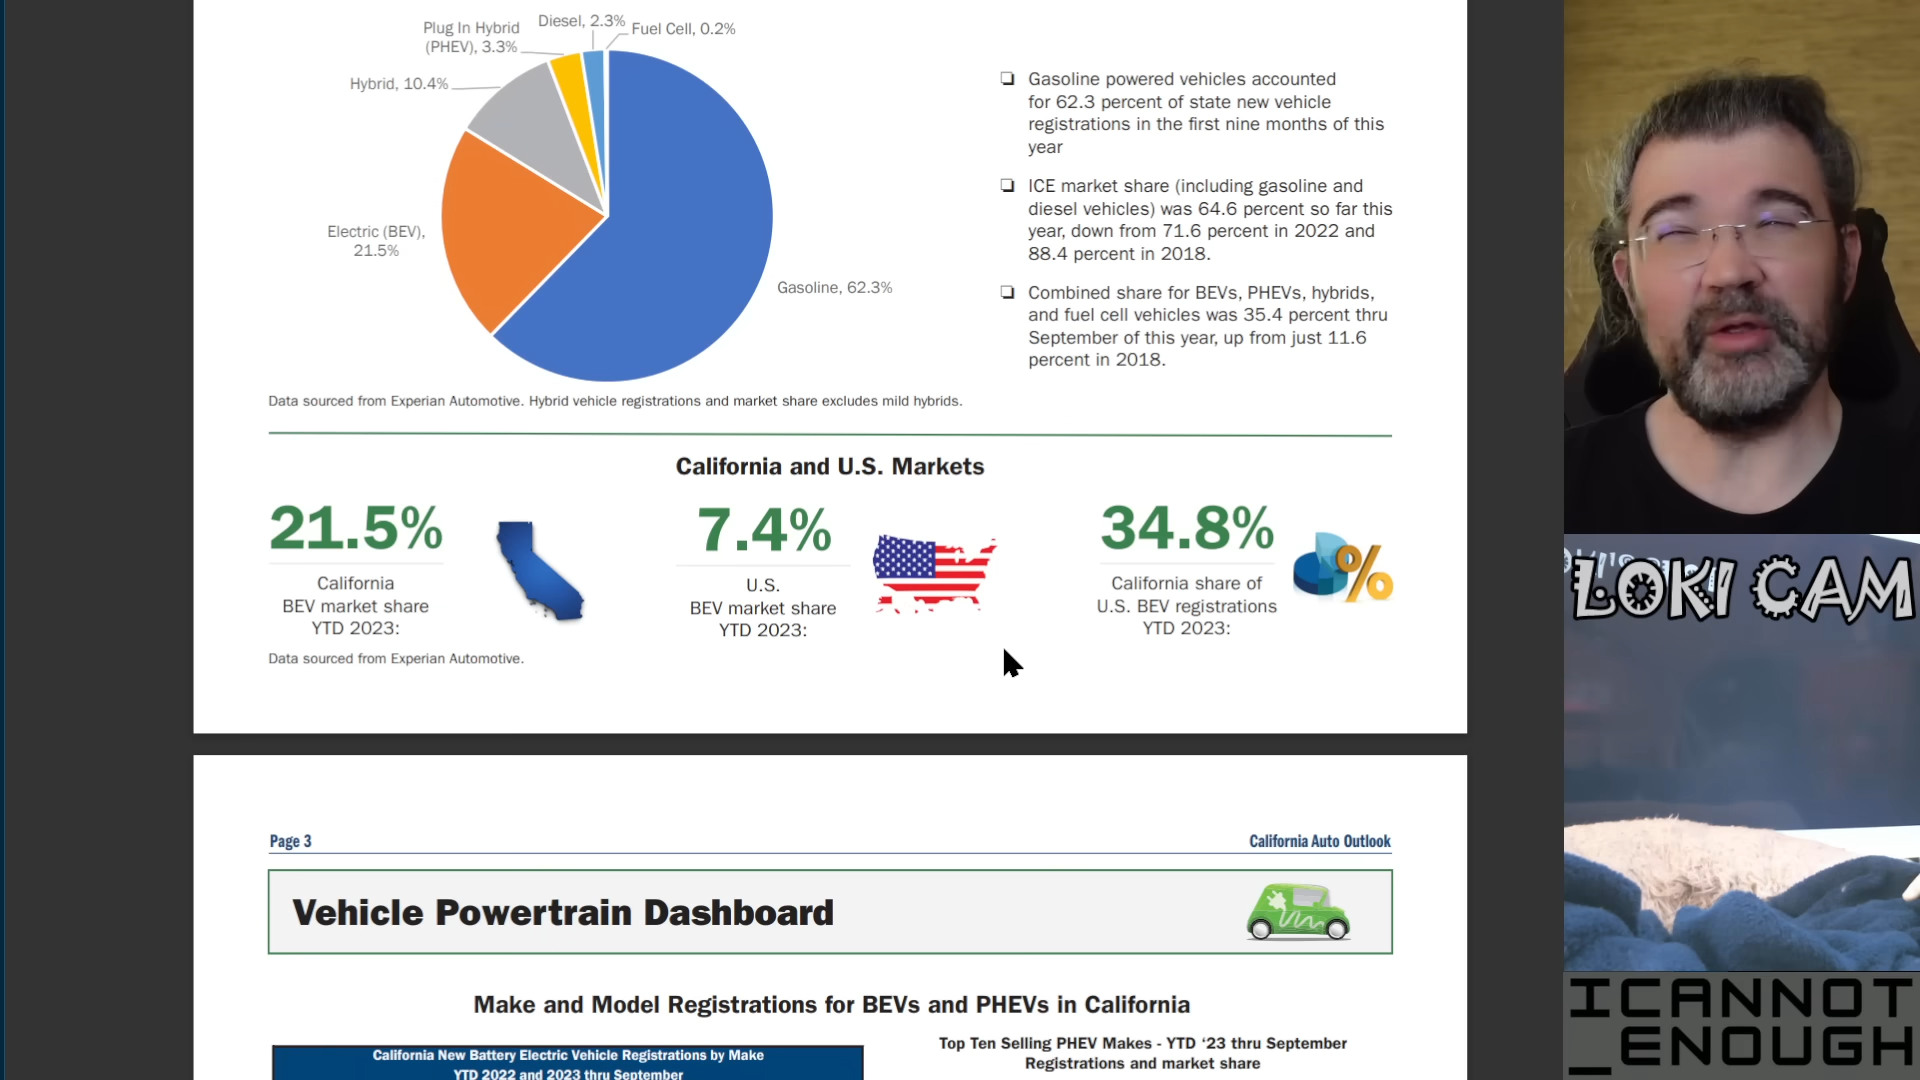 Plug In Hybrid
(PHEV), 3.3%
Diesel, 2.3%
Fuel Cell, 0.2%
Hybrid, 10.4%
Electric (BEV),
21.5%
Gasoline, 62.3%
❑ Gasoline powered vehicles accounted
for 62.3 percent of state new vehicle
registrations in the first nine months of this
year
❑ ICE market share (including gasoline and
diesel vehicles) was 64.6 percent so far this
year, down from 71.6 percent in 2022 and
88.4 percent in 2018.
❑ Combined share for BEVs, PHEVs, hybrids,
and fuel cell vehicles was 35.4 percent thru
September of this year, up from just 11.6
percent in 2018.
Data sourced from Experian Automotive. Hybrid vehicle registrations and market share excludes mild hybrids.
California and U.S. Markets
21.5%
California
BEV market share
YTD 2023:
7.4%
U.S.
BEV market share
YTD 2023:
34.8%
California share of
U.S. BEV registrations
YTD 2023:
%
Data sourced from Experian Automotive.
Page 3
California Auto Outlook
Vehicle Powertrain Dashboard
Make and Model Registrations for BEVs and PHEVs in California
California New Battery Electric Vehicle Registrations by Make
YTD 2022 and 2023 thru September
Top Ten Selling PHEV Makes - YTD ‘23 thru September
Registrations and market share
LOKI CAM
ICANNOT
_ENOUGH